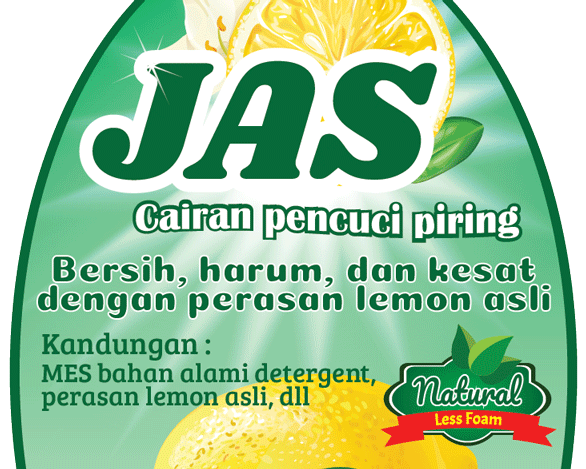 JAS
Cairan pencuci piring
Bersih, harum, dan kesat
dengan perasan lemon asli
Kandungan :
MES bahan alami detergent,
perasan lemon asli, dll
Natural
Less Foam